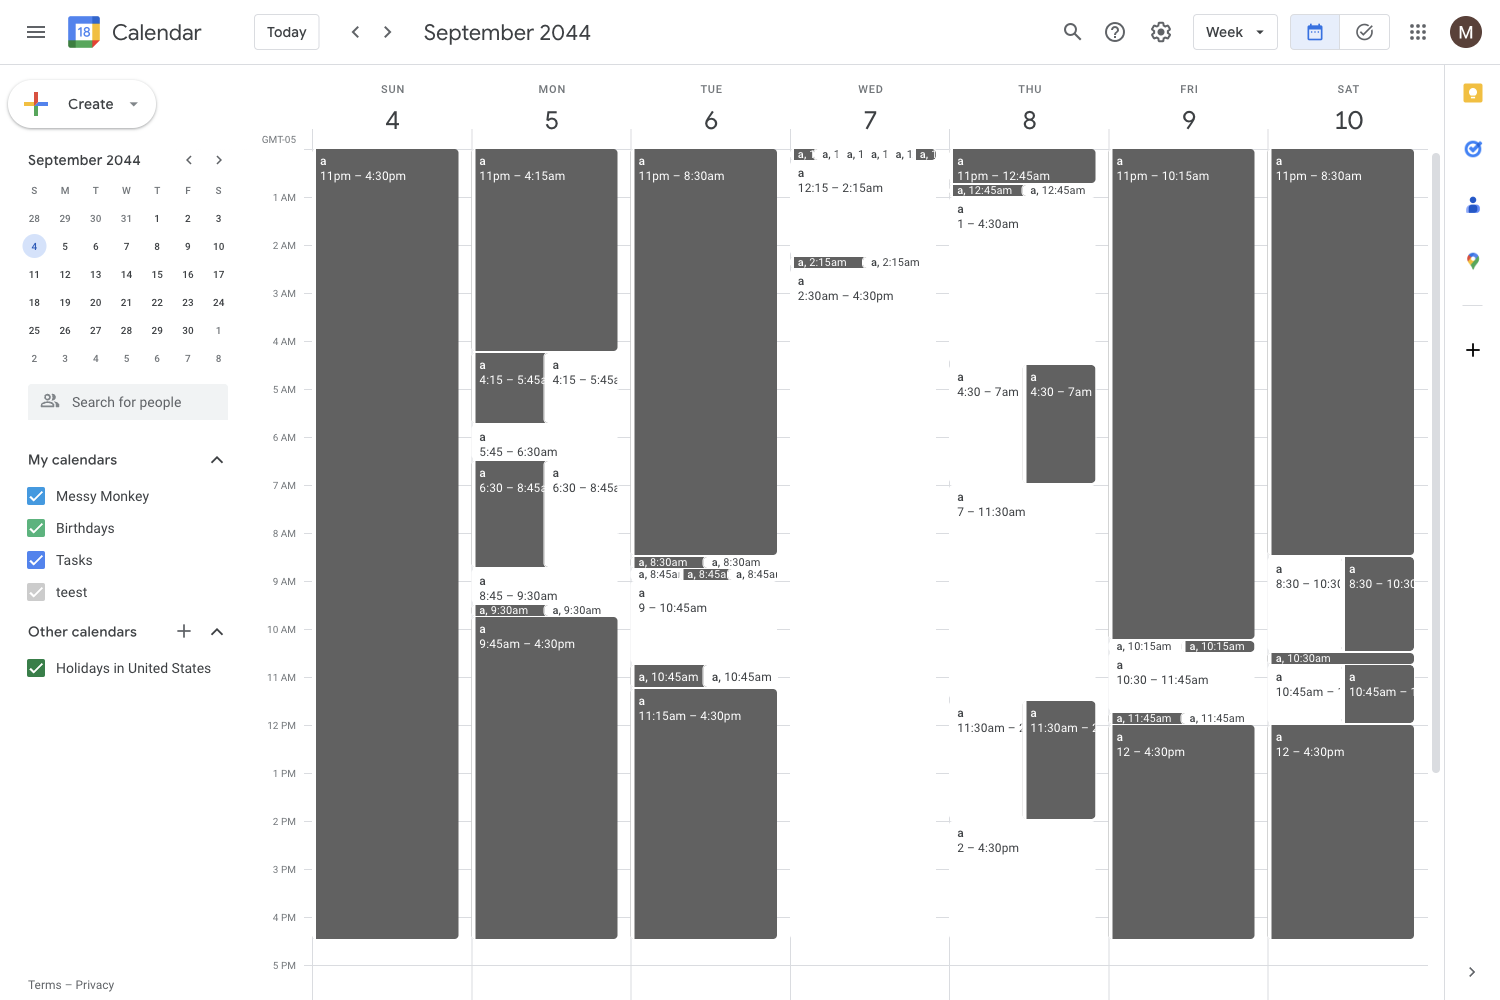 18 Calendar Today September 2044 Week M
Create
September 2044
S M T W T F S
28 29 30 31 1 2 3
4 5 6 7 8 9 10
11 12 13 14 15 16 17
18 19 20 21 22 23 24
25 26 27 28 29 30 1
2 3 4 5 6 7 8
Search for people
My calendars
Messy Monkey
Birthdays
Tasks
teest
Other calendars
Holidays in United States
Terms – Privacy
SUN MON TUE WED THU FRI SAT
4 5 6 7 8 9 10
GMT-05
1 AM
2 AM
3 AM
4 AM
5 AM
6 AM
7 AM
8 AM
9 AM
10 AM
11 AM
12 PM
1 PM
2 PM
3 PM
4 PM
5 PM
a
11pm – 4:30pm
a
11pm – 4:15am
a
4:15 – 5:45a
a
4:15 – 5:45a
a
5:45 – 6:30am
a
6:30 – 8:45a
a
6:30 – 8:45a
a
8:45 – 9:30am
a, 9:30am
a, 9:30am
a
9:45am – 4:30pm
a
11pm – 8:30am
a, 8:30am
a, 8:30am
a, 8:45a
a, 8:45a
a, 8:45a
a
9 – 10:45am
a, 10:45am
a, 10:45am
a
11:15am – 4:30pm
a, 1
a, 1
a, 1
a, 1
a, 1
a, 1
a
12:15 – 2:15am
a, 2:15am
a, 2:15am
a
2:30am – 4:30pm
a
11pm – 12:45am
a, 12:45am
a, 12:45am
a
1 – 4:30am
a
4:30 – 7am
a
4:30 – 7am
a
7 – 11:30am
a
11:30am – 2
a
11:30am – 2
a
2 – 4:30pm
a
11pm – 10:15am
a, 10:15am
a, 10:15am
a
10:30 – 11:45am
a, 11:45am
a, 11:45am
a
12 – 4:30pm
a
11pm – 8:30am
a
8:30 – 10:30
a
8:30 – 10:30
a, 10:30am
a
10:45am – 1
a
10:45am – 1
a
12 – 4:30pm